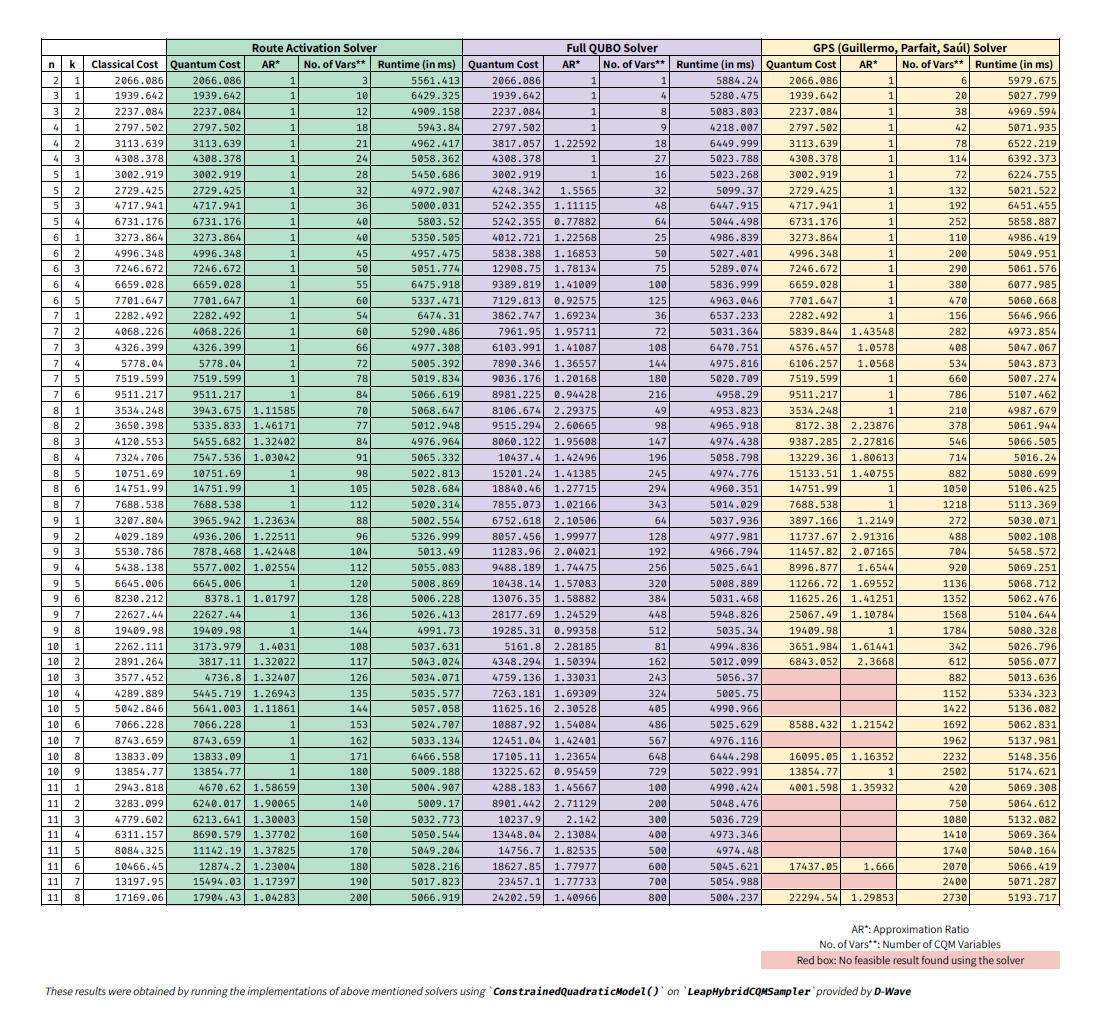 Route Activation Solver Full QUBO Solver GPS (Guillermo, Parfait, Saúl) Solver
n k Classical Cost Quantum Cost AR* No. of Vars** Runtime (in ms) Quantum Cost AR* No. of Vars** Runtime (in ms) Quantum Cost AR* No. of Vars** Runtime (in ms)
2 1 2066.086 2066.086 1 3 5561.413 2066.086 1 1 5884.24 2066.086 1 6 5979.675
3 1 1939.642 1939.642 1 10 6429.325 1939.642 1 4 5280.475 1939.642 1 20 5027.799
3 2 2237.084 2237.084 1 12 4909.158 2237.084 1 8 5083.803 2237.084 1 38 4969.594
4 1 2797.502 2797.502 1 18 5943.84 2797.502 1 9 4218.007 2797.502 1 42 5071.935
4 2 3113.639 3113.639 1 21 4962.417 3817.057 1.22592 18 6449.999 3113.639 1 78 6522.219
4 3 4308.378 4308.378 1 24 5058.362 4308.378 1 27 5023.788 4308.378 1 114 6392.373
5 1 3002.919 3002.919 1 28 5450.686 3002.919 1 16 5023.268 3002.919 1 72 6224.755
5 2 2729.425 2729.425 1 32 4972.907 4248.342 1.5565 32 5099.37 2729.425 1 132 5021.522
5 3 4717.941 4717.941 1 36 5000.031 5242.355 1.11115 48 6447.915 4717.941 1 192 6451.455
5 4 6731.176 6731.176 1 40 5803.52 5242.355 0.77882 64 5044.498 6731.176 1 252 5858.887
6 1 3273.864 3273.864 1 40 5350.505 4012.721 1.22568 25 4986.839 3273.864 1 110 4986.419
6 2 4996.348 4996.348 1 45 4957.475 5838.388 1.16853 50 5027.401 4996.348 1 200 5049.951
6 3 7246.672 7246.672 1 50 5051.774 12908.75 1.78134 75 5289.074 7246.672 1 290 5061.576
6 4 6659.028 6659.028 1 55 6475.918 9389.819 1.41009 100 5836.999 6659.028 1 380 6077.985
6 5 7701.647 7701.647 1 60 5337.471 7129.813 0.92575 125 4963.046 7701.647 1 470 5060.668
7 1 2282.492 2282.492 1 54 6474.31 3862.747 1.69234 36 6537.233 2282.492 1 156 5646.966
7 2 4068.226 4068.226 1 60 5290.486 7961.95 1.95711 72 5031.364 5839.844 1.43548 282 4973.854
7 3 4326.399 4326.399 1 66 4977.308 6103.991 1.41087 108 6470.751 4576.457 1.0578 408 5047.067
7 4 5778.04 5778.04 1 72 5005.392 7890.346 1.36557 144 4975.816 6106.257 1.0568 534 5043.873
7 5 7519.599 7519.599 1 78 5019.834 9036.176 1.20168 180 5020.709 7519.599 1 660 5007.274
7 6 9511.217 9511.217 1 84 5066.619 8981.225 0.94428 216 4958.29 9511.217 1 786 5107.462
8 1 3534.248 3943.675 1.11585 70 5068.647 8106.674 2.29375 49 4953.823 3534.248 1 210 4987.679
8 2 3650.398 5335.833 1.46171 77 5012.948 9515.294 2.60665 98 4965.918 8172.38 2.23876 378 5061.944
8 3 4120.553 5455.682 1.32402 84 4976.964 8060.122 1.95608 147 4974.438 9387.285 2.27816 546 5066.505
8 4 7324.706 7547.536 1.03042 91 5065.332 10437.4 1.42496 196 5058.798 13229.36 1.80613 714 5016.24
8 5 10751.69 10751.69 1 98 5022.813 15201.24 1.41385 245 4974.776 15133.51 1.40755 882 5080.699
8 6 14751.99 14751.99 1 105 5028.684 18840.46 1.27715 294 4960.351 14751.99 1 1050 5106.425
8 7 7688.538 7688.538 1 112 5020.314 7855.073 1.02166 343 5014.029 7688.538 1 1218 5113.369
9 1 3207.804 3965.942 1.23634 88 5002.554 6752.618 2.10506 64 5037.936 3897.166 1.2149 272 5030.071
9 2 4029.189 4936.206 1.22511 96 5326.999 8057.456 1.99977 128 4977.981 11737.67 2.91316 488 5002.108
9 3 5530.786 7878.468 1.42448 104 5013.49 11283.96 2.04021 192 4966.794 11457.82 2.07165 704 5458.572
9 4 5438.138 5577.002 1.02554 112 5055.083 9488.189 1.74475 256 5025.641 8996.877 1.6544 920 5069.251
9 5 6645.006 6645.006 1 120 5008.869 10438.14 1.57083 320 5008.889 11266.72 1.69552 1136 5068.712
9 6 8230.212 8378.1 1.01797 128 5006.228 13076.35 1.58882 384 5031.468 11625.26 1.41251 1352 5062.476
9 7 22627.44 22627.44 1 136 5026.413 28177.69 1.24529 448 5948.826 25067.49 1.10784 1568 5104.644
9 8 19409.98 19409.98 1 144 4991.73 19285.31 0.99358 512 5035.34 19409.98 1 1784 5080.328
10 1 2262.111 3173.979 1.4031 108 5037.631 5161.8 2.28185 81 4994.836 3651.984 1.61441 342 5026.796
10 2 2891.264 3817.11 1.32022 117 5043.024 4348.294 1.50394 162 5012.099 6843.052 2.3668 612 5056.077
10 3 3577.452 4736.8 1.32407 126 5034.071 4759.136 1.33031 243 5056.37 882 5013.636
10 4 4289.889 5445.719 1.26943 135 5035.577 7263.181 1.69309 324 5005.75 1152 5334.323
10 5 5042.846 5641.003 1.11861 144 5057.058 11625.16 2.30528 405 4990.966 1422 5136.082
10 6 7066.228 7066.228 1 153 5024.707 10887.92 1.54084 486 5025.629 8588.432 1.21542 1692 5062.831
10 7 8743.659 8743.659 1 162 5033.134 12451.04 1.42401 567 4976.116 1962 5137.981
10 8 13833.09 13833.09 1 171 6466.558 17105.11 1.23654 648 6444.298 16095.05 1.16352 2232 5148.356
10 9 13854.77 13854.77 1 180 5009.188 13225.62 0.95459 729 5022.991 13854.77 1 2502 5174.621
11 1 2943.818 4670.62 1.58659 130 5004.907 4288.183 1.45667 100 4990.424 4001.598 1.35932 420 5069.308
11 2 3283.099 6240.017 1.90065 140 5009.17 8901.442 2.71129 200 5048.476 750 5064.612
11 3 4779.602 6213.641 1.30003 150 5032.773 10237.9 2.142 300 5036.729 1080 5132.082
11 4 6311.157 8690.579 1.37702 160 5050.544 13448.04 2.13084 400 4973.346 1410 5069.364
11 5 8084.325 11142.19 1.37825 170 5049.204 14756.7 1.82535 500 4974.48 1740 5040.164
11 6 10466.45 12874.2 1.23004 180 5028.216 18627.85 1.77977 600 5045.621 17437.05 1.666 2070 5066.419
11 7 13197.95 15494.03 1.17397 190 5017.823 23457.1 1.77733 700 5054.988 2400 5071.287
11 8 17169.06 17904.43 1.04283 200 5066.919 24202.59 1.40966 800 5004.237 22294.54 1.29853 2730 5193.717
AR*: Approximation Ratio
No. of Vars**: Number of CQM Variables
Red box: No feasible result found using the solver
These results were obtained by running the implementations of above mentioned solvers using `ConstrainedQuadraticModel()` on `LeapHybridCQMSampler` provided by D-Wave